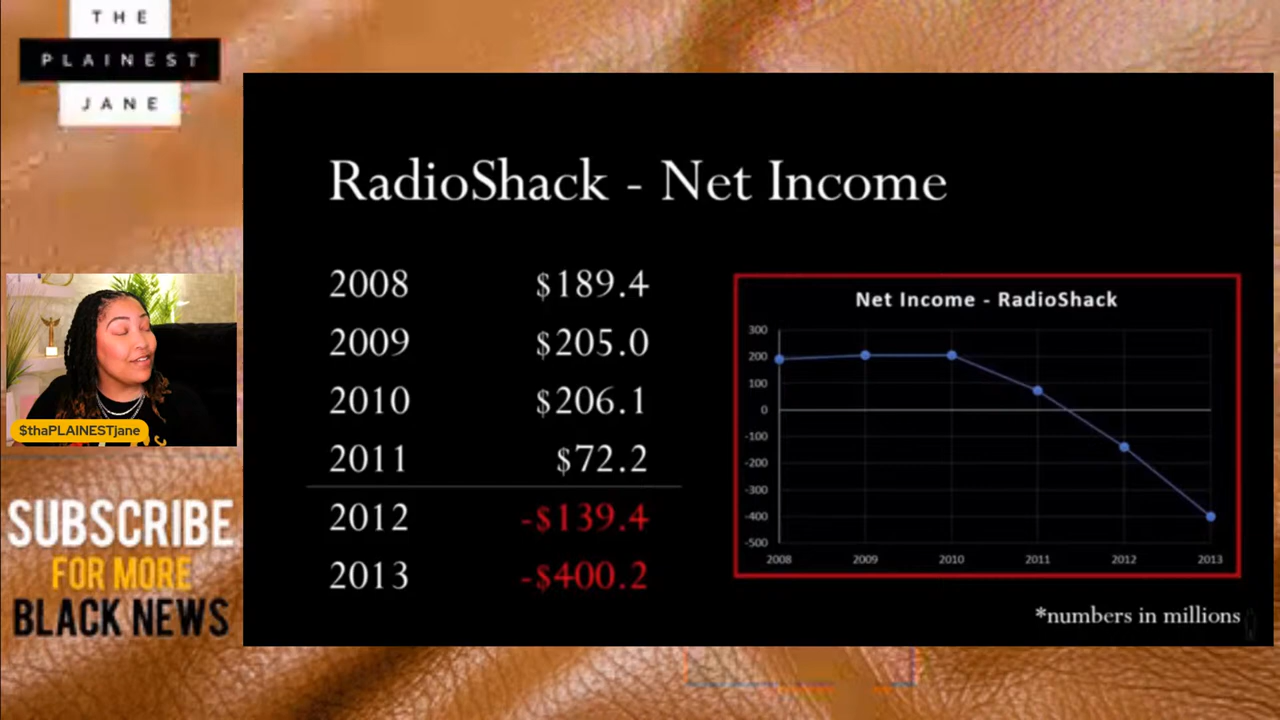 THE
PLAINEST
JANE
RadioShack - Net Income
2008 $189.4
2009 $205.0
2010 $206.1
2011 $72.2
2012 -$139.4
2013 -$400.2
Net Income - RadioShack
300
200
100
0
-100
-200
-300
-400
-500
2008 2009 2010 2011 2012 2013
*numbers in millions
$thaPLAINESTjane
SUBSCRIBE
FOR MORE
BLACK NEWS